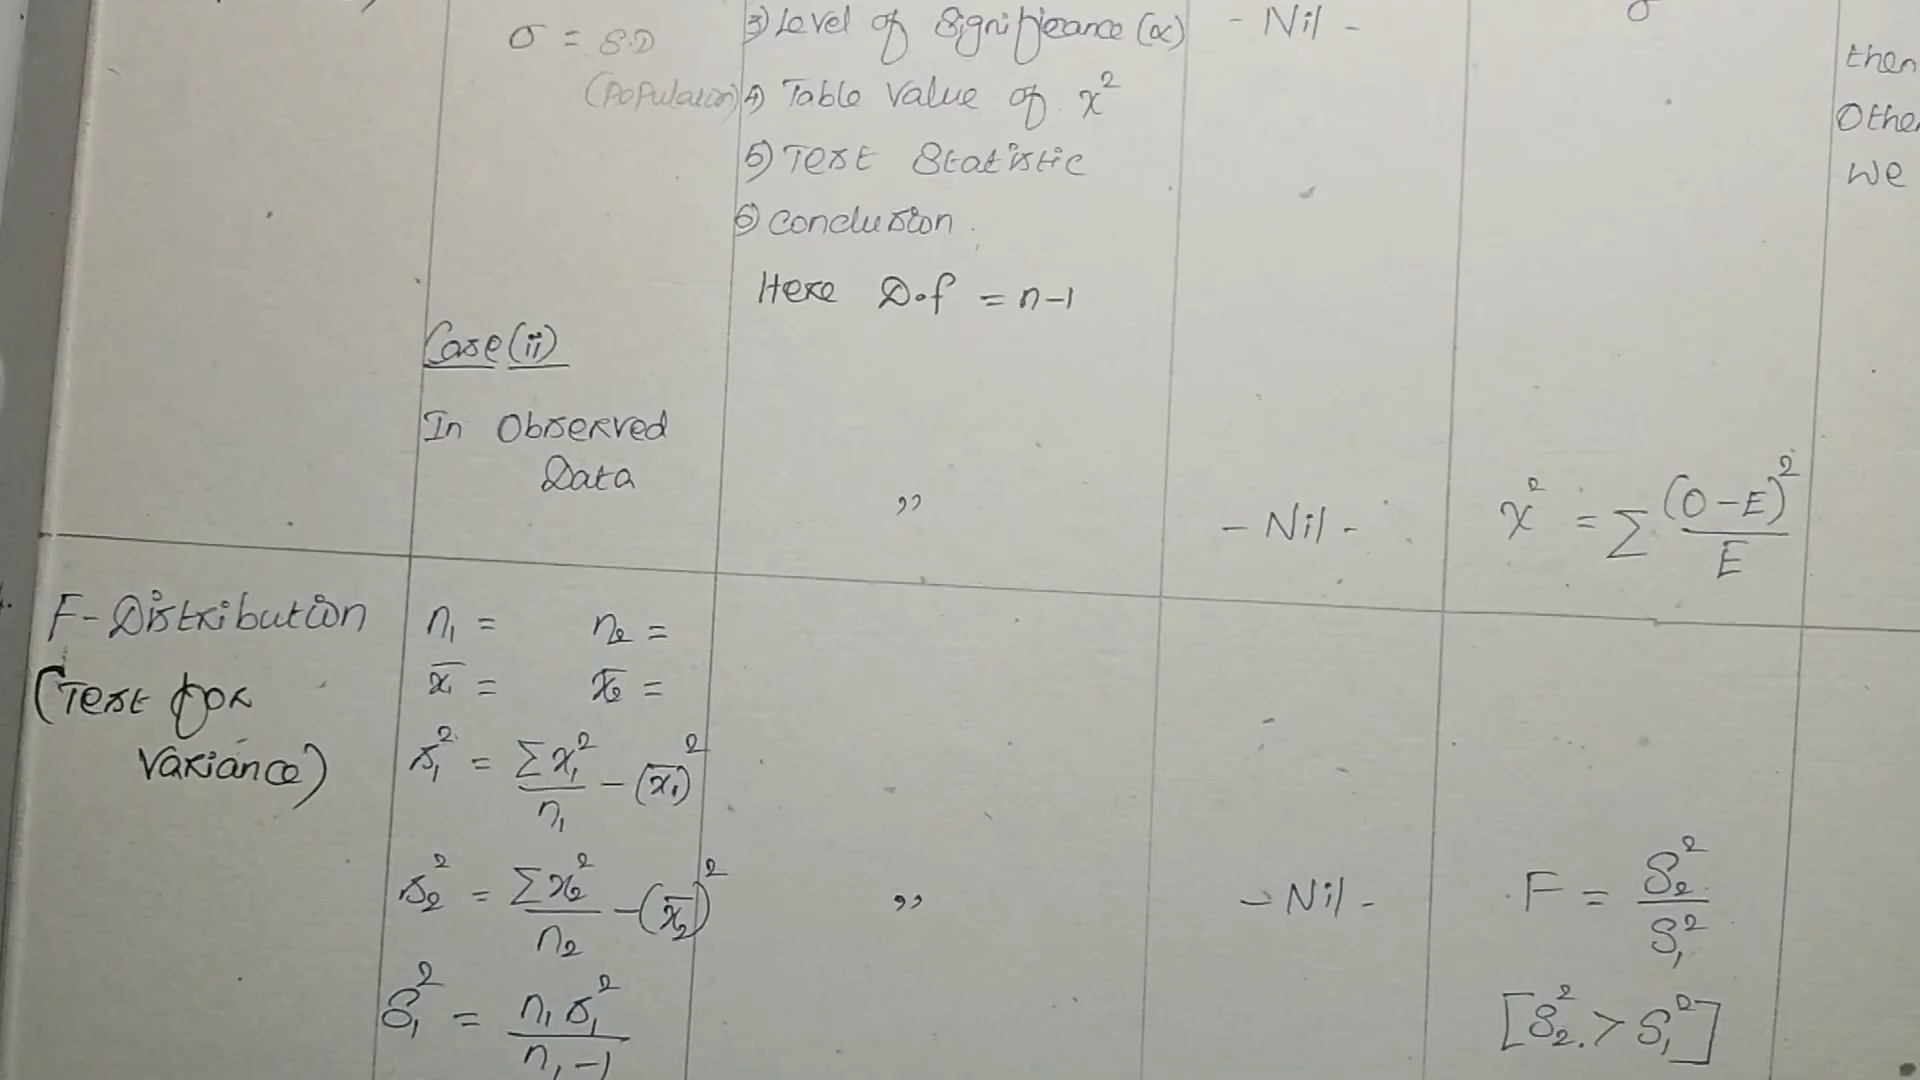 σ = S.D
(Population)
3) Level of Significance (α)
4) Table Value of χ²
5) Test Statistic
6) Conclusion.
Here D.f = n-1
- Nil -
σ
then
Othe
we
Case (ii)
In Observed
Data
,,
- Nil -
χ² = Σ (O-E)² / E
F-Distribution
(Test for
Variance)
n₁ = n₂ =
x̄₁ = x̄₂ =
s₁² = Σx₁² / n₁ - (x̄₁)²
s₂² = Σx₂² / n₂ - (x̄₂)²
S₁² = n₁ s₁² / n₁-1
,,
- Nil -
F = S₂² / S₁²
[S₂² > S₁²]